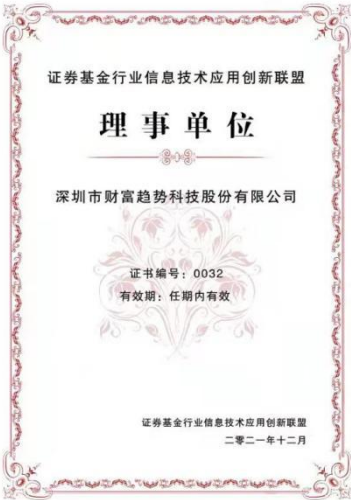 证券基金行业信息技术应用创新联盟
理事单位
深圳市财富趋势科技股份有限公司
证书编号：0032
有效期：任期内有效
证券基金行业信息技术应用创新联盟
二零二一年十二月